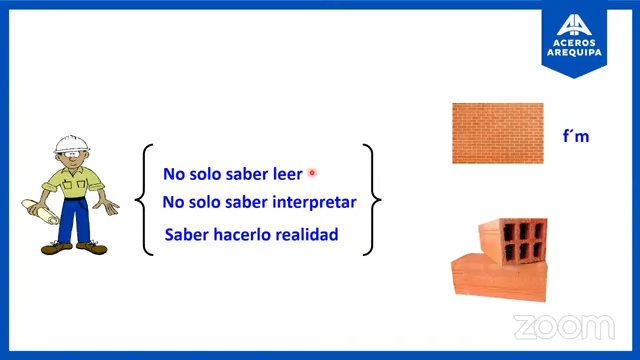 ACEROS
AREQUIPA
No solo saber leer
No solo saber interpretar
Saber hacerlo realidad
f´m
zoom